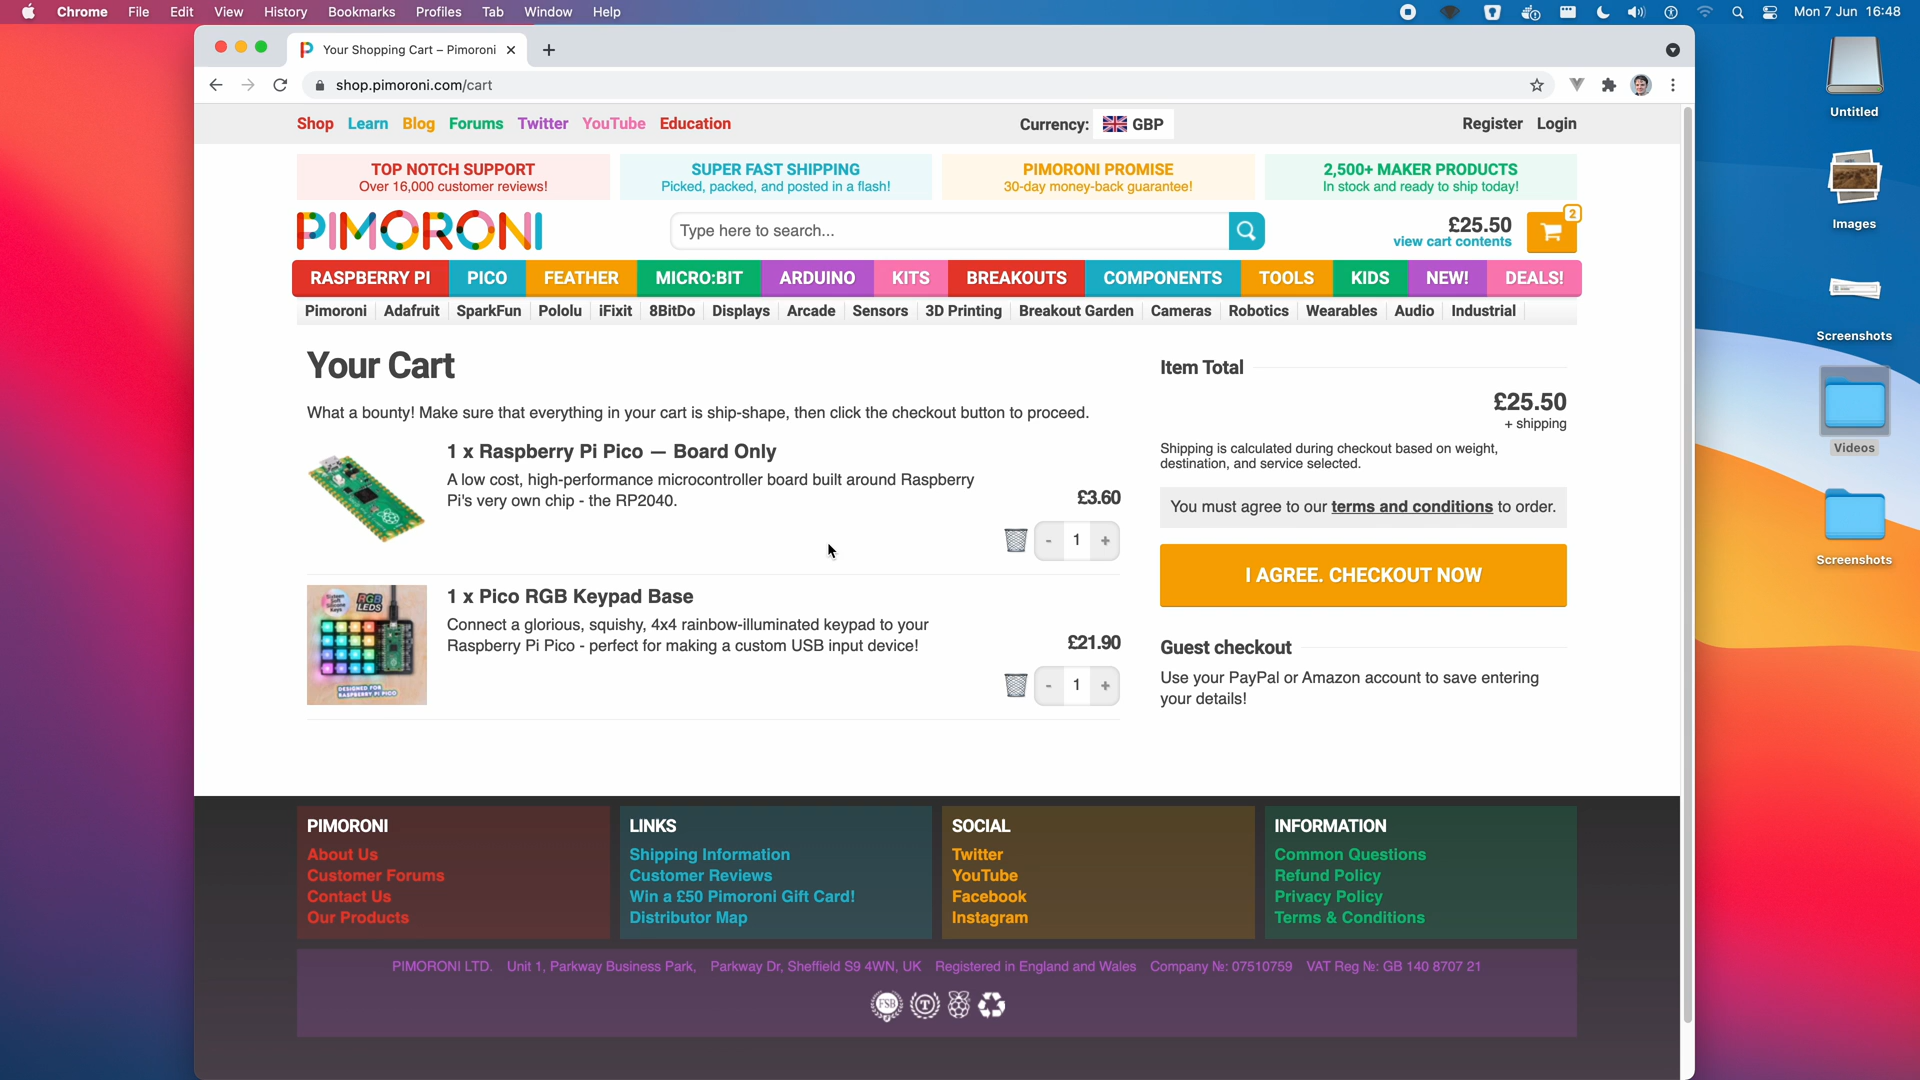 Chrome File Edit View History Bookmarks Profiles Tab Window Help
Mon 7 Jun 16:48
Your Shopping Cart – Pimoroni
shop.pimoroni.com/cart
Shop Learn Blog Forums Twitter YouTube Education
Currency: GBP
Register Login
TOP NOTCH SUPPORT
Over 16,000 customer reviews!
SUPER FAST SHIPPING
Picked, packed, and posted in a flash!
PIMORONI PROMISE
30-day money-back guarantee!
2,500+ MAKER PRODUCTS
In stock and ready to ship today!
PIMORONI
Type here to search...
£25.50
view cart contents
2
RASPBERRY PI PICO FEATHER MICRO:BIT ARDUINO KITS BREAKOUTS COMPONENTS TOOLS KIDS NEW! DEALS!
Pimoroni Adafruit SparkFun Pololu iFixit 8BitDo Displays Arcade Sensors 3D Printing Breakout Garden Cameras Robotics Wearables Audio Industrial
Your Cart
What a bounty! Make sure that everything in your cart is ship-shape, then click the checkout button to proceed.
1 x Raspberry Pi Pico — Board Only
A low cost, high-performance microcontroller board built around Raspberry
Pi's very own chip - the RP2040.
£3.60
- 1 +
RGB
LEDS
DESIGNED FOR
RASPBERRY PI PICO
1 x Pico RGB Keypad Base
Connect a glorious, squishy, 4x4 rainbow-illuminated keypad to your
Raspberry Pi Pico - perfect for making a custom USB input device!
£21.90
- 1 +
Item Total
£25.50
+ shipping
Shipping is calculated during checkout based on weight,
destination, and service selected.
You must agree to our terms and conditions to order.
I AGREE. CHECKOUT NOW
Guest checkout
Use your PayPal or Amazon account to save entering
your details!
PIMORONI
About Us
Customer Forums
Contact Us
Our Products
LINKS
Shipping Information
Customer Reviews
Win a £50 Pimoroni Gift Card!
Distributor Map
SOCIAL
Twitter
YouTube
Facebook
Instagram
INFORMATION
Common Questions
Refund Policy
Privacy Policy
Terms & Conditions
PIMORONI LTD. Unit 1, Parkway Business Park, Parkway Dr, Sheffield S9 4WN, UK Registered in England and Wales Company №: 07510759 VAT Reg №: GB 140 8707 21
FSB
T
Untitled
Images
Screenshots
Videos
Screenshots